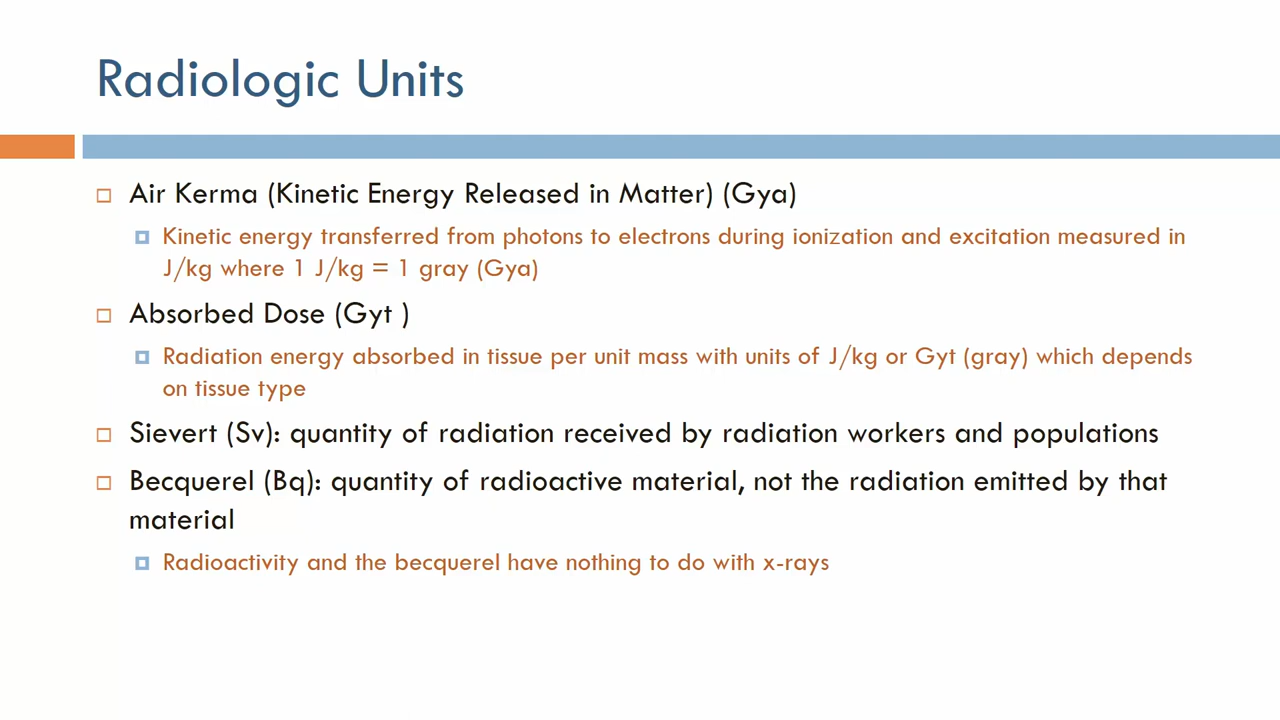 Radiologic Units
Air Kerma (Kinetic Energy Released in Matter) (Gya)
Kinetic energy transferred from photons to electrons during ionization and excitation measured in
J/kg where 1 J/kg = 1 gray (Gya)
Absorbed Dose (Gyt )
Radiation energy absorbed in tissue per unit mass with units of J/kg or Gyt (gray) which depends
on tissue type
Sievert (Sv): quantity of radiation received by radiation workers and populations
Becquerel (Bq): quantity of radioactive material, not the radiation emitted by that
material
Radioactivity and the becquerel have nothing to do with x-rays